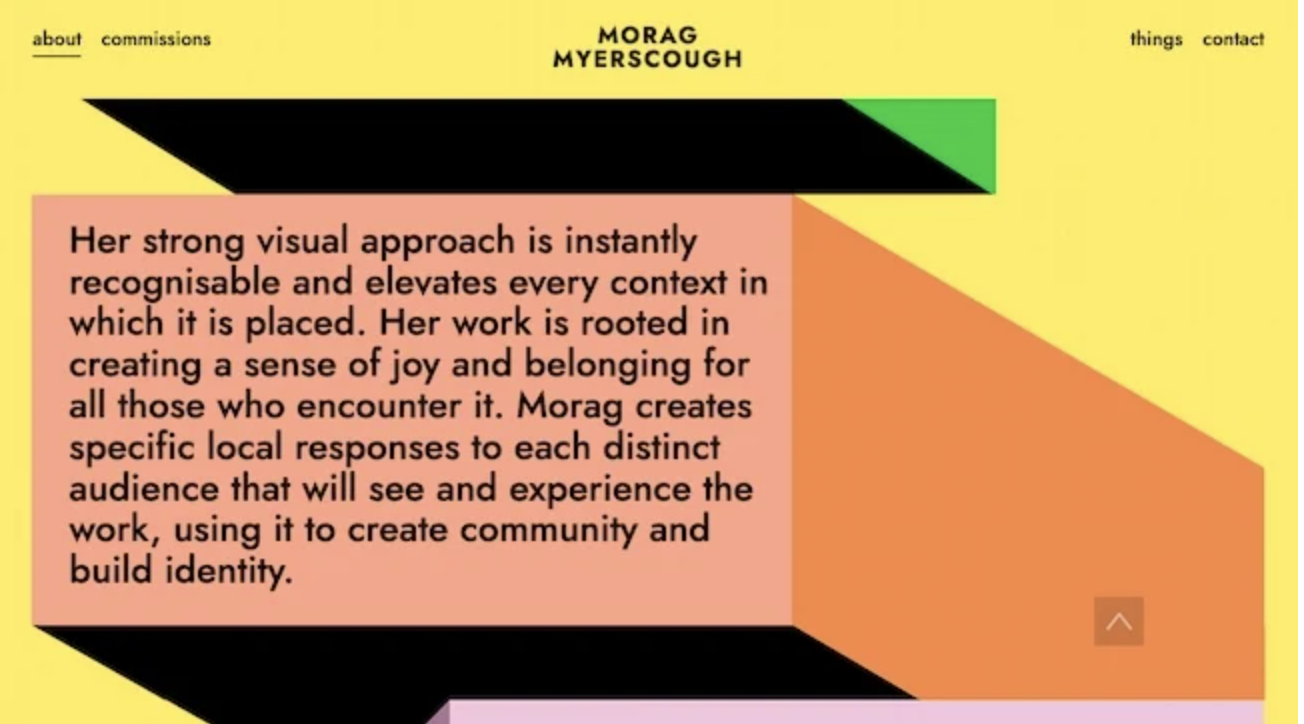 about commissions
MORAG
MYERSCOUGH
things contact
Her strong visual approach is instantly
recognisable and elevates every context in
which it is placed. Her work is rooted in
creating a sense of joy and belonging for
all those who encounter it. Morag creates
specific local responses to each distinct
audience that will see and experience the
work, using it to create community and
build identity.